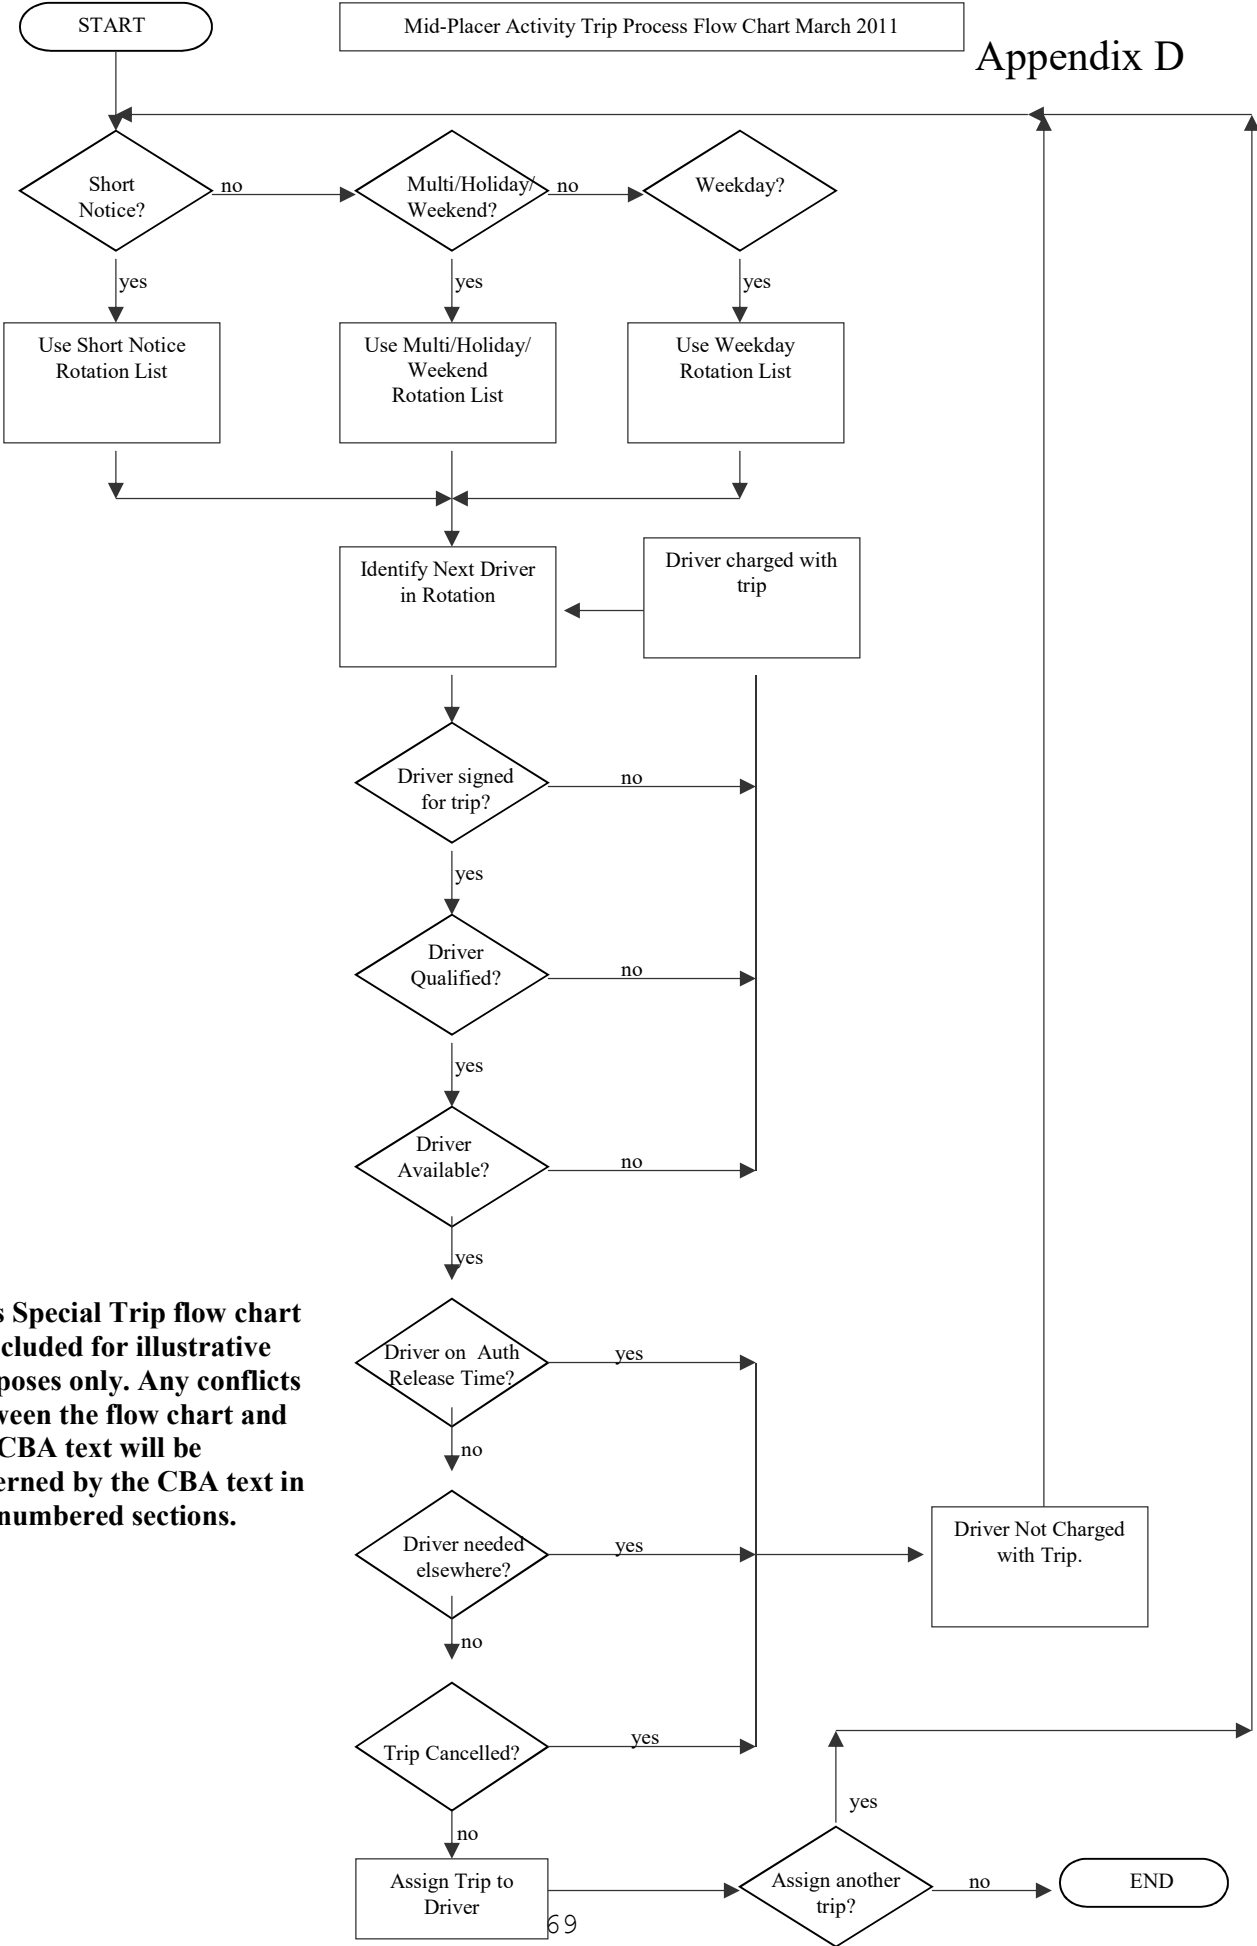 START
Mid-Placer Activity Trip Process Flow Chart March 2011
Appendix D
Short
Notice?
no
Multi/Holiday/
Weekend?
no
Weekday?
yes
yes
yes
Use Short Notice
Rotation List
Use Multi/Holiday/
Weekend
Rotation List
Use Weekday
Rotation List
Identify Next Driver
in Rotation
Driver charged with
trip
Driver signed
for trip?
no
yes
Driver
Qualified?
no
yes
Driver
Available?
no
yes
s Special Trip flow chart
cluded for illustrative
poses only. Any conflicts
ween the flow chart and
CBA text will be
erned by the CBA text in
numbered sections.
Driver on Auth
Release Time?
yes
no
Driver needed
elsewhere?
yes
no
Driver Not Charged
with Trip.
Trip Cancelled?
yes
no
yes
Assign Trip to
Driver
Assign another
trip?
no
END
69